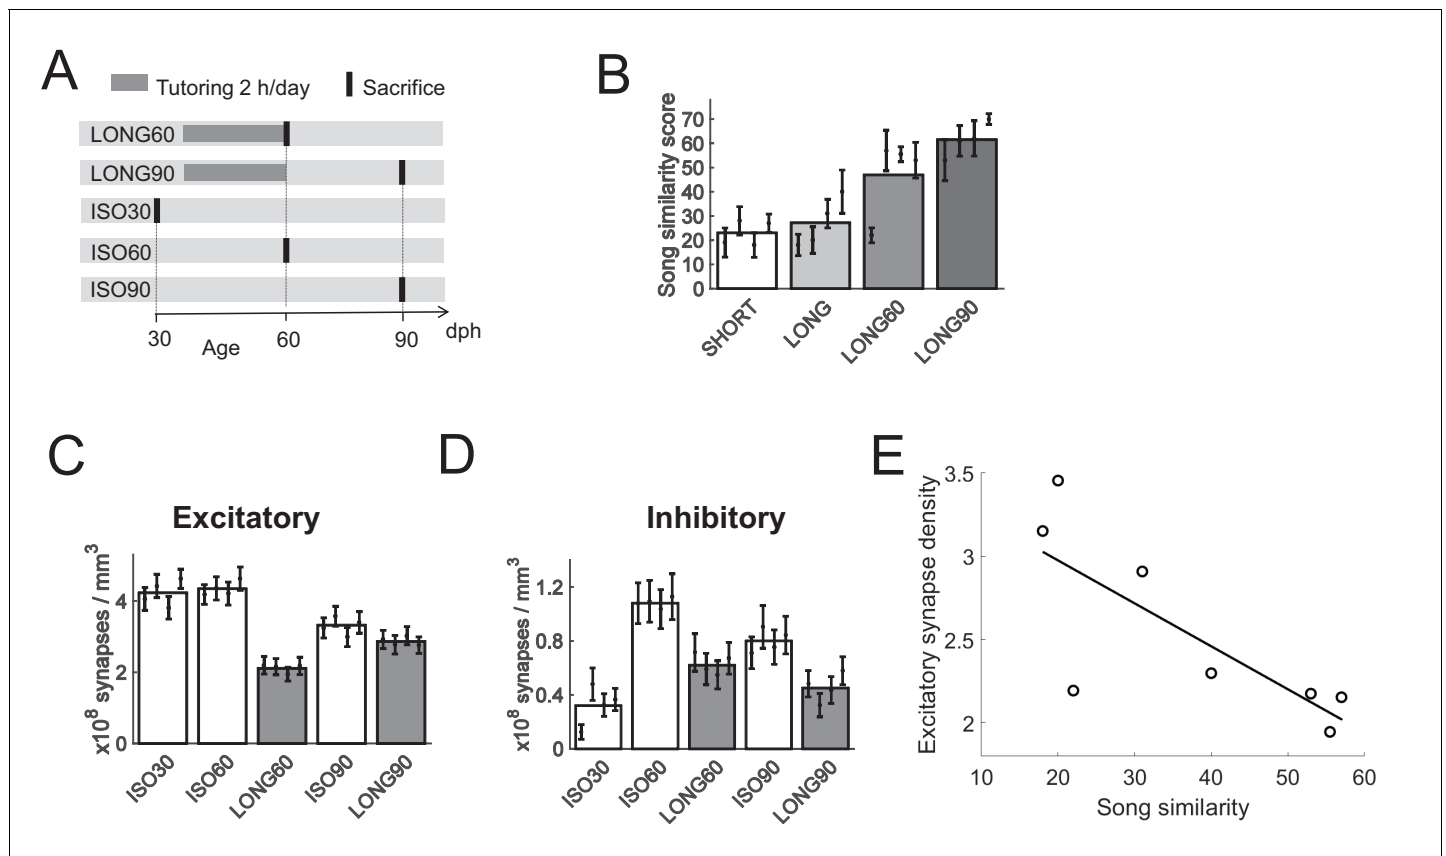 A
Tutoring 2 h/day
Sacrifice
LONG60
LONG90
ISO30
ISO60
ISO90
30
60
90
dph
Age
B
Song similarity score
70
60
50
40
30
20
10
0
SHORT
LONG
LONG60
LONG90
C
Excitatory
x10⁸ synapses / mm³
4
2
0
ISO30
ISO60
LONG60
ISO90
LONG90
D
Inhibitory
x10⁸ synapses / mm³
1.2
0.8
0.4
0
ISO30
ISO60
LONG60
ISO90
LONG90
E
Excitatory synapse density
3.5
3
2.5
2
10
20
30
40
50
60
Song similarity